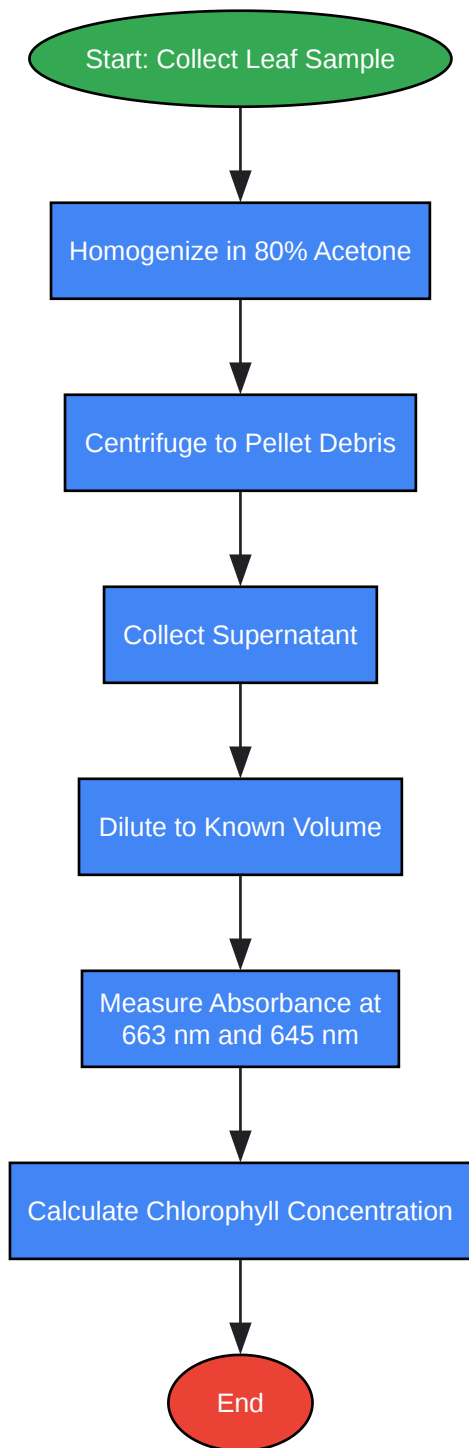 Start: Collect Leaf Sample
Homogenize in 80% Acetone
Centrifuge to Pellet Debris
Collect Supernatant
Dilute to Known Volume
Measure Absorbance at
663 nm and 645 nm
Calculate Chlorophyll Concentration
End